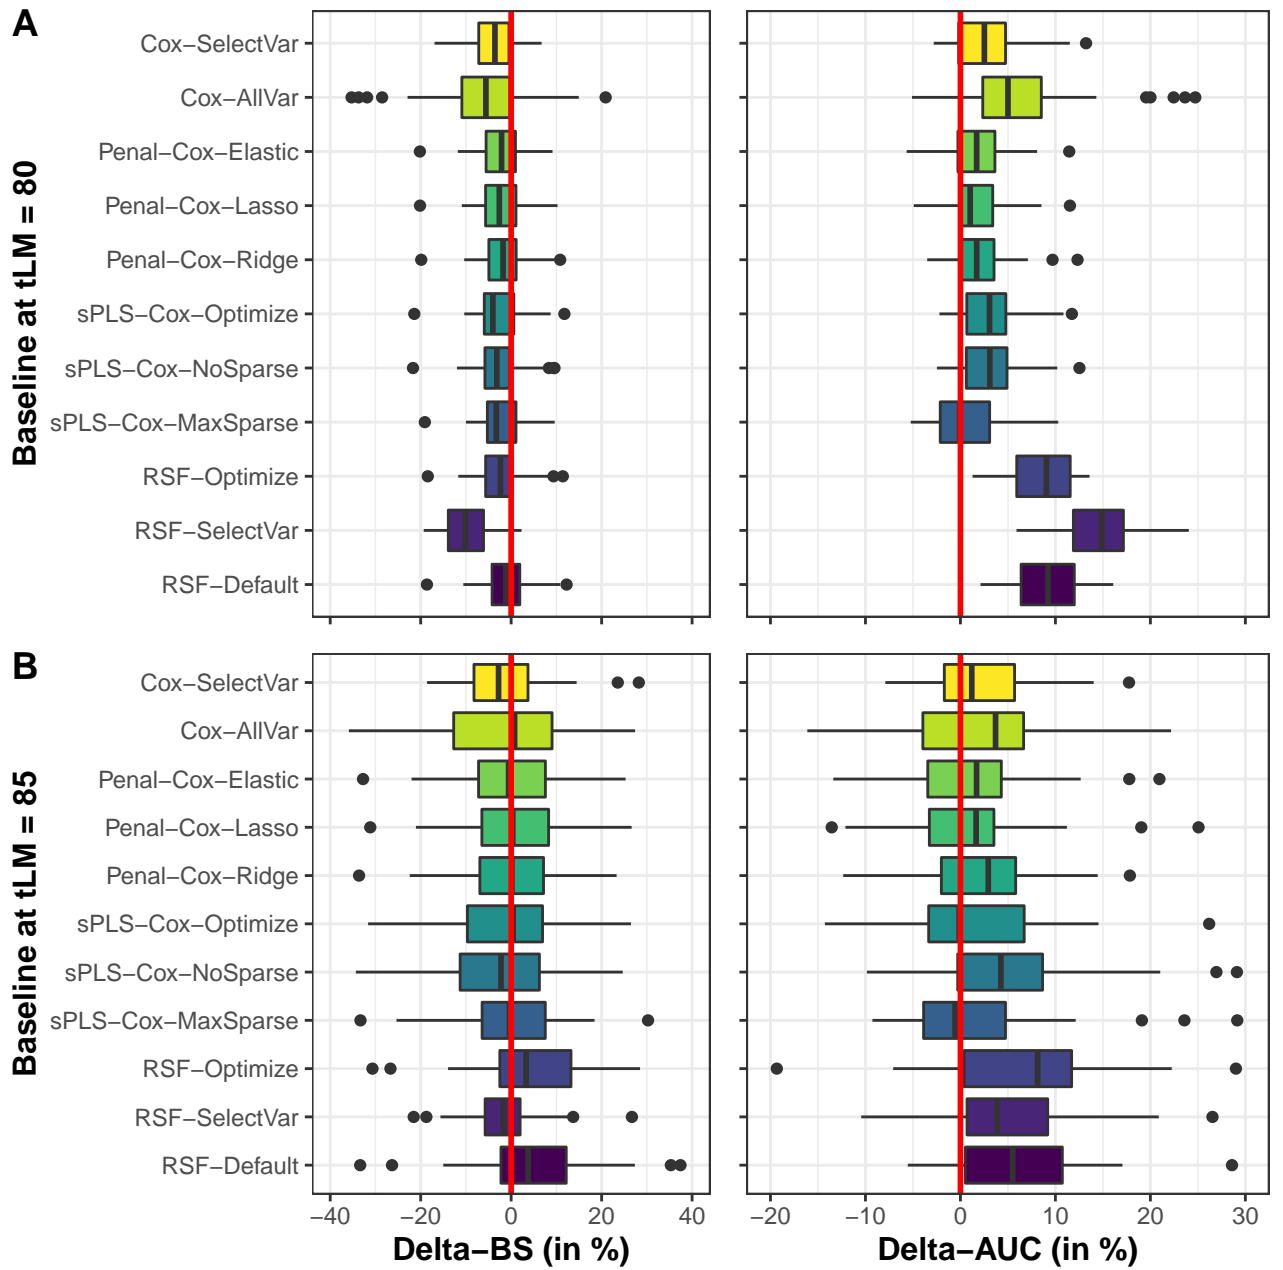 A
Baseline at tLM = 80
Cox−SelectVar
Cox−AllVar
Penal−Cox−Elastic
Penal−Cox−Lasso
Penal−Cox−Ridge
sPLS−Cox−Optimize
sPLS−Cox−NoSparse
sPLS−Cox−MaxSparse
RSF−Optimize
RSF−SelectVar
RSF−Default
B
Baseline at tLM = 85
Cox−SelectVar
Cox−AllVar
Penal−Cox−Elastic
Penal−Cox−Lasso
Penal−Cox−Ridge
sPLS−Cox−Optimize
sPLS−Cox−NoSparse
sPLS−Cox−MaxSparse
RSF−Optimize
RSF−SelectVar
RSF−Default
−40 −20 0 20 40
Delta−BS (in %)
−20 −10 0 10 20 30
Delta−AUC (in %)